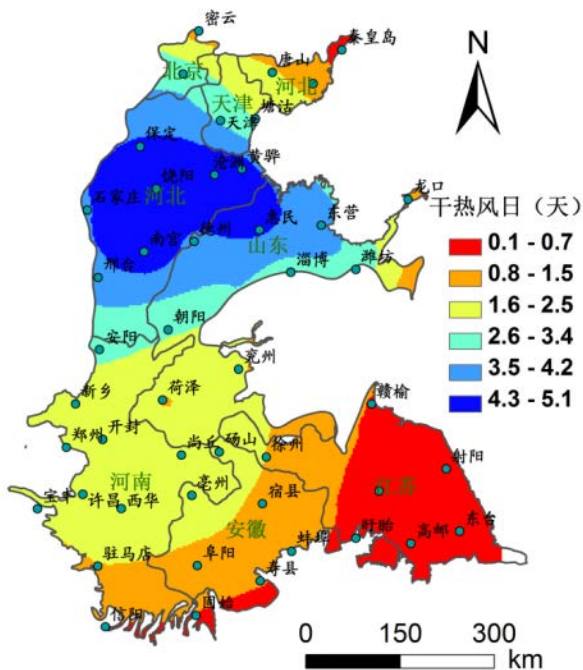 密云
秦皇岛
N
北京
唐山
河北
天津
塘沽
天津
保定
沧州
黄骅
饶阳
石家庄
河北
龙口
干热风日（天）
德州
惠民
东营
山东
南宫
0.1 - 0.7
邢台
淄博
潍坊
0.8 - 1.5
1.6 - 2.5
朝阳
2.6 - 3.4
安阳
3.5 - 4.2
兖州
4.3 - 5.1
新乡
荷泽
赣榆
郑州
开封
尚丘
砀山
徐州
射阳
河南
江苏
宝丰
许昌
西华
亳州
宿县
安徽
盱眙
高邮
东台
驻马店
阜阳
蚌埠
寿县
信阳
固始
0
150
300
km